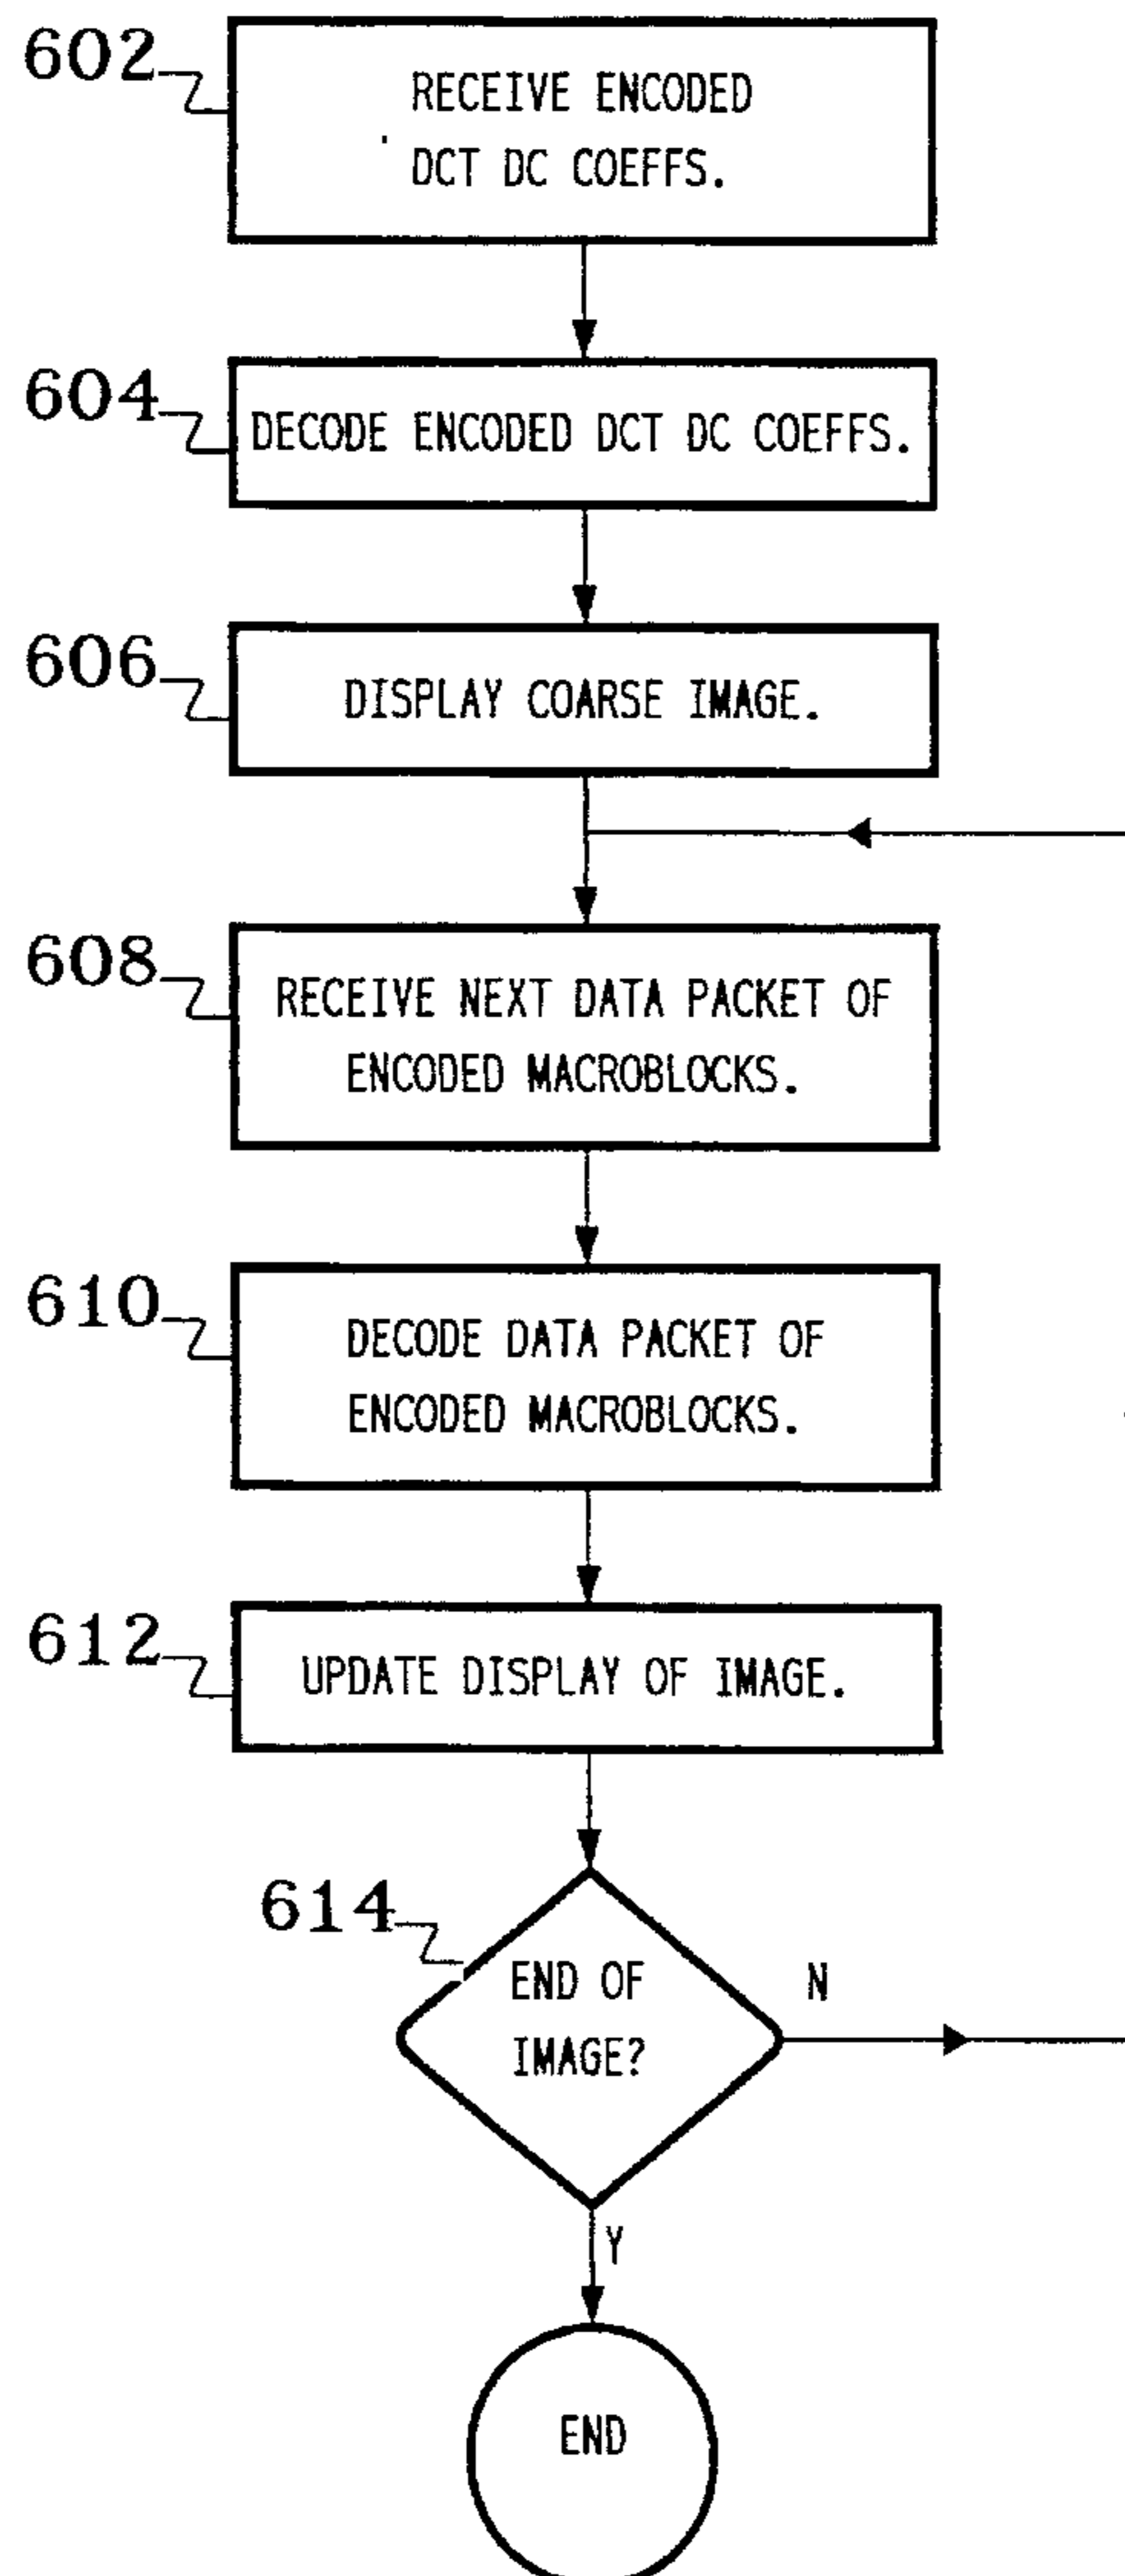 602
RECEIVE ENCODED
DCT DC COEFFS.
604
DECODE ENCODED DCT DC COEFFS.
606
DISPLAY COARSE IMAGE.
608
RECEIVE NEXT DATA PACKET OF
ENCODED MACROBLOCKS.
610
DECODE DATA PACKET OF
ENCODED MACROBLOCKS.
612
UPDATE DISPLAY OF IMAGE.
614
END OF
IMAGE?
N
Y
END